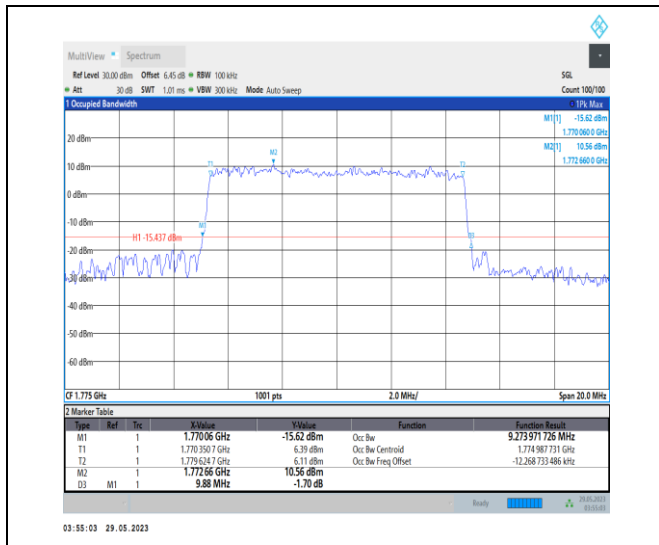 MultiView Spectrum
Ref Level 30.00 dBm Offset 6.45 dB RBW 100 kHz SGL
Att 30 dB SWT 1.01 ms VBW 300 kHz Mode Auto Sweep Count 100/100
1 Occupied Bandwidth 1Pk Max
M1[1] -15.62 dBm
1.770 060 0 GHz
M2[1] 10.56 dBm
1.772 660 0 GHz
20 dBm
M2
T1 T2
10 dBm
0 dBm
-10 dBm
M1
H1 -15.437 dBm
D3
-20 dBm
-30 dBm
-40 dBm
-50 dBm
-60 dBm
CF 1.775 GHz 1001 pts 2.0 MHz/ Span 20.0 MHz
2 Marker Table
Type Ref Trc X-Value Y-Value Function Function Result
M1 1 1.77006 GHz -15.62 dBm Occ Bw 9.273 971 726 MHz
T1 1 1.770 350 7 GHz 6.39 dBm Occ Bw Centroid 1.774 987 731 GHz
T2 1 1.779 624 7 GHz 6.11 dBm Occ Bw Freq Offset -12.268 733 486 kHz
M2 1 1.77266 GHz 10.56 dBm
D3 M1 1 9.88 MHz -1.70 dB
Ready 29.05.2023
03:55:03
03:55:03 29.05.2023